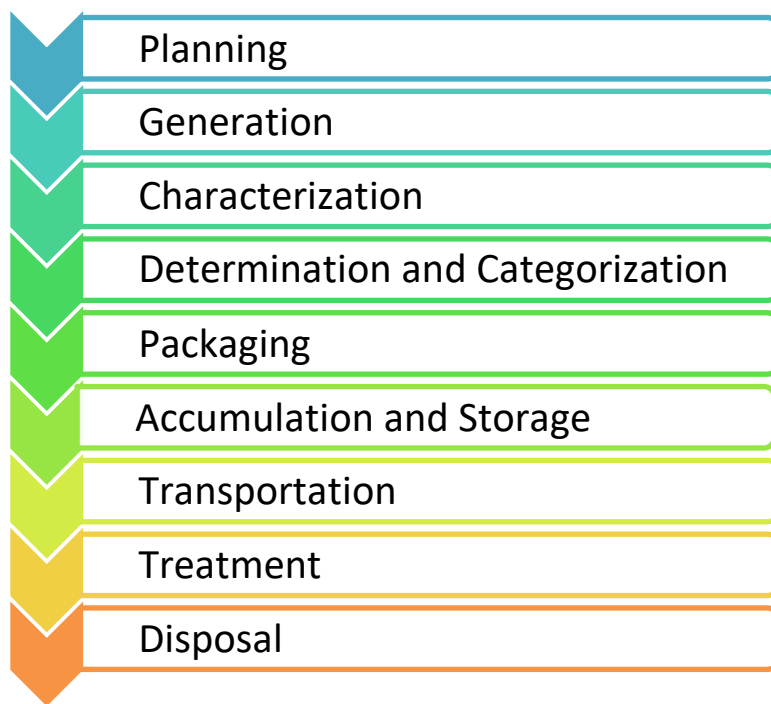 Planning
Generation
Characterization
Determination and Categorization
Packaging
Accumulation and Storage
Transportation
Treatment
Disposal